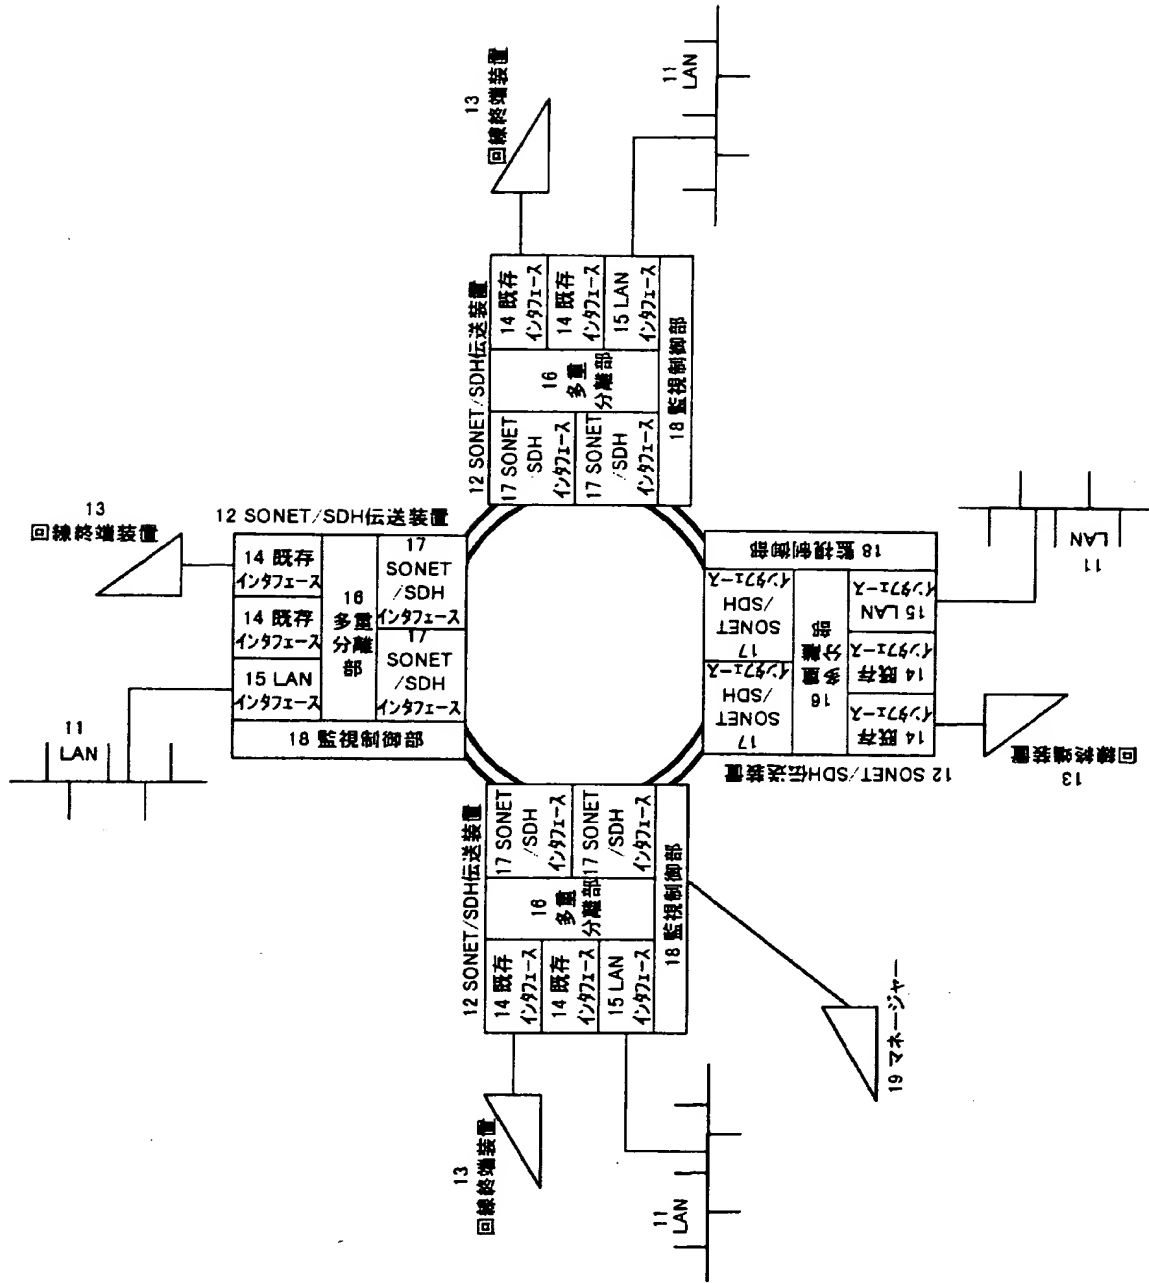 13
回線終端装置
12 SONET/SDH伝送装置
14 既存
インタフェース
14 既存
インタフェース
15 LAN
インタフェース
16
多重
分離
部
17
SONET
/SDH
インタフェース
17
SONET
/SDH
インタフェース
18 監視制御部
11
LAN
13
回線終端装置
11
LAN
12 SONET/SDH伝送装置
14 既存
インタフェース
14 既存
インタフェース
15 LAN
インタフェース
16
多重
分離部
17 SONET
/SDH
インタフェース
17 SONET
/SDH
インタフェース
18 監視制御部
12 SONET/SDH伝送装置
17 SONET
/SDH
インタフェース
17 SONET
/SDH
インタフェース
16
多重
分離部
14 既存
インタフェース
14 既存
インタフェース
15 LAN
インタフェース
18 監視制御部
13
回線終端装置
11
LAN
19 マネージャー
18 監視制御部
17
SONET
/SDH
インタフェース
17
SONET
/SDH
インタフェース
16
多重
分離
部
15 LAN
インタフェース
14 既存
インタフェース
14 既存
インタフェース
12 SONET/SDH伝送装置
11
LAN
13
回線終端装置